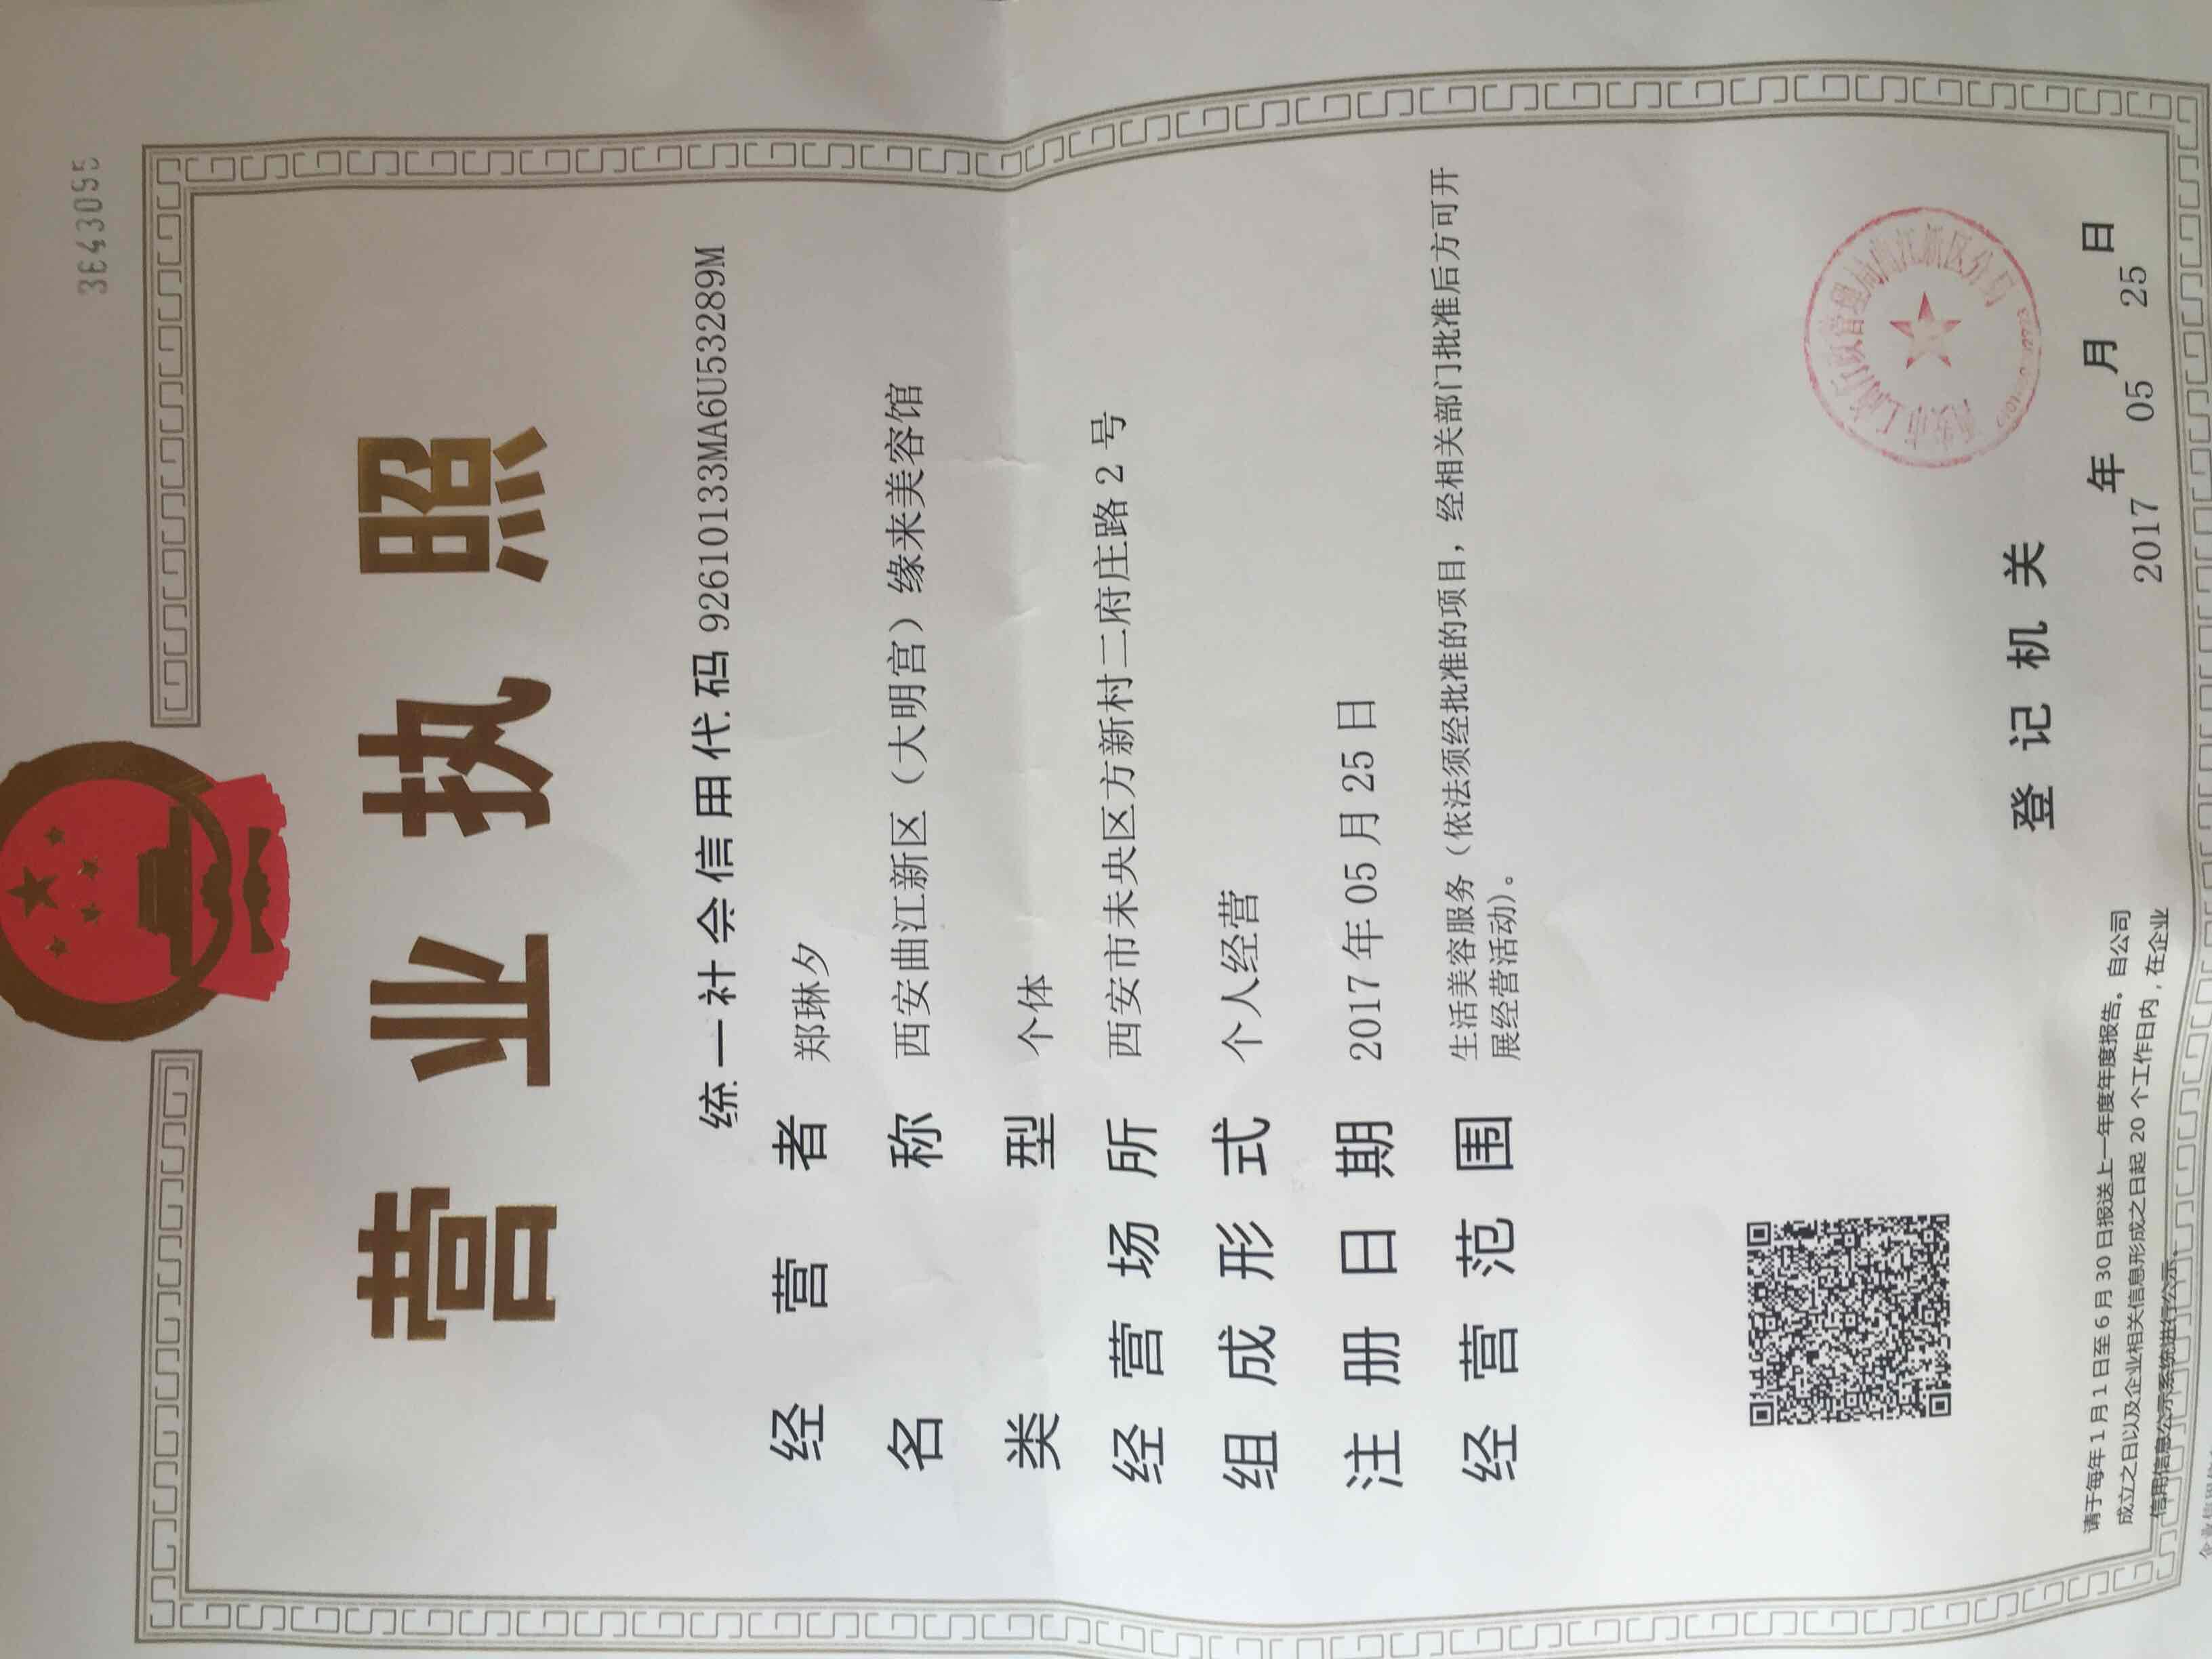 3E43095
营业执照
统一社会信用代码 92610133MA6U53289M
经营者 郑琳夕
名称 西安曲江新区（大明宫）缘来美容馆
类型 个体
经营场所 西安市未央区方新村二府庄路2号
组成形式 个人经营
注册日期 2017年05月25日
经营范围 生活美容服务（依法须经批准的项目，经相关部门批准后方可开
展经营活动）。
登记机关
年 月 日
2017 05 25
请于每年1月1日至6月30日报送上一年度年度报告。自公司
成立之日以及企业相关信息形成之日起20个工作日内，在企业
信用信息公示系统进行公示。